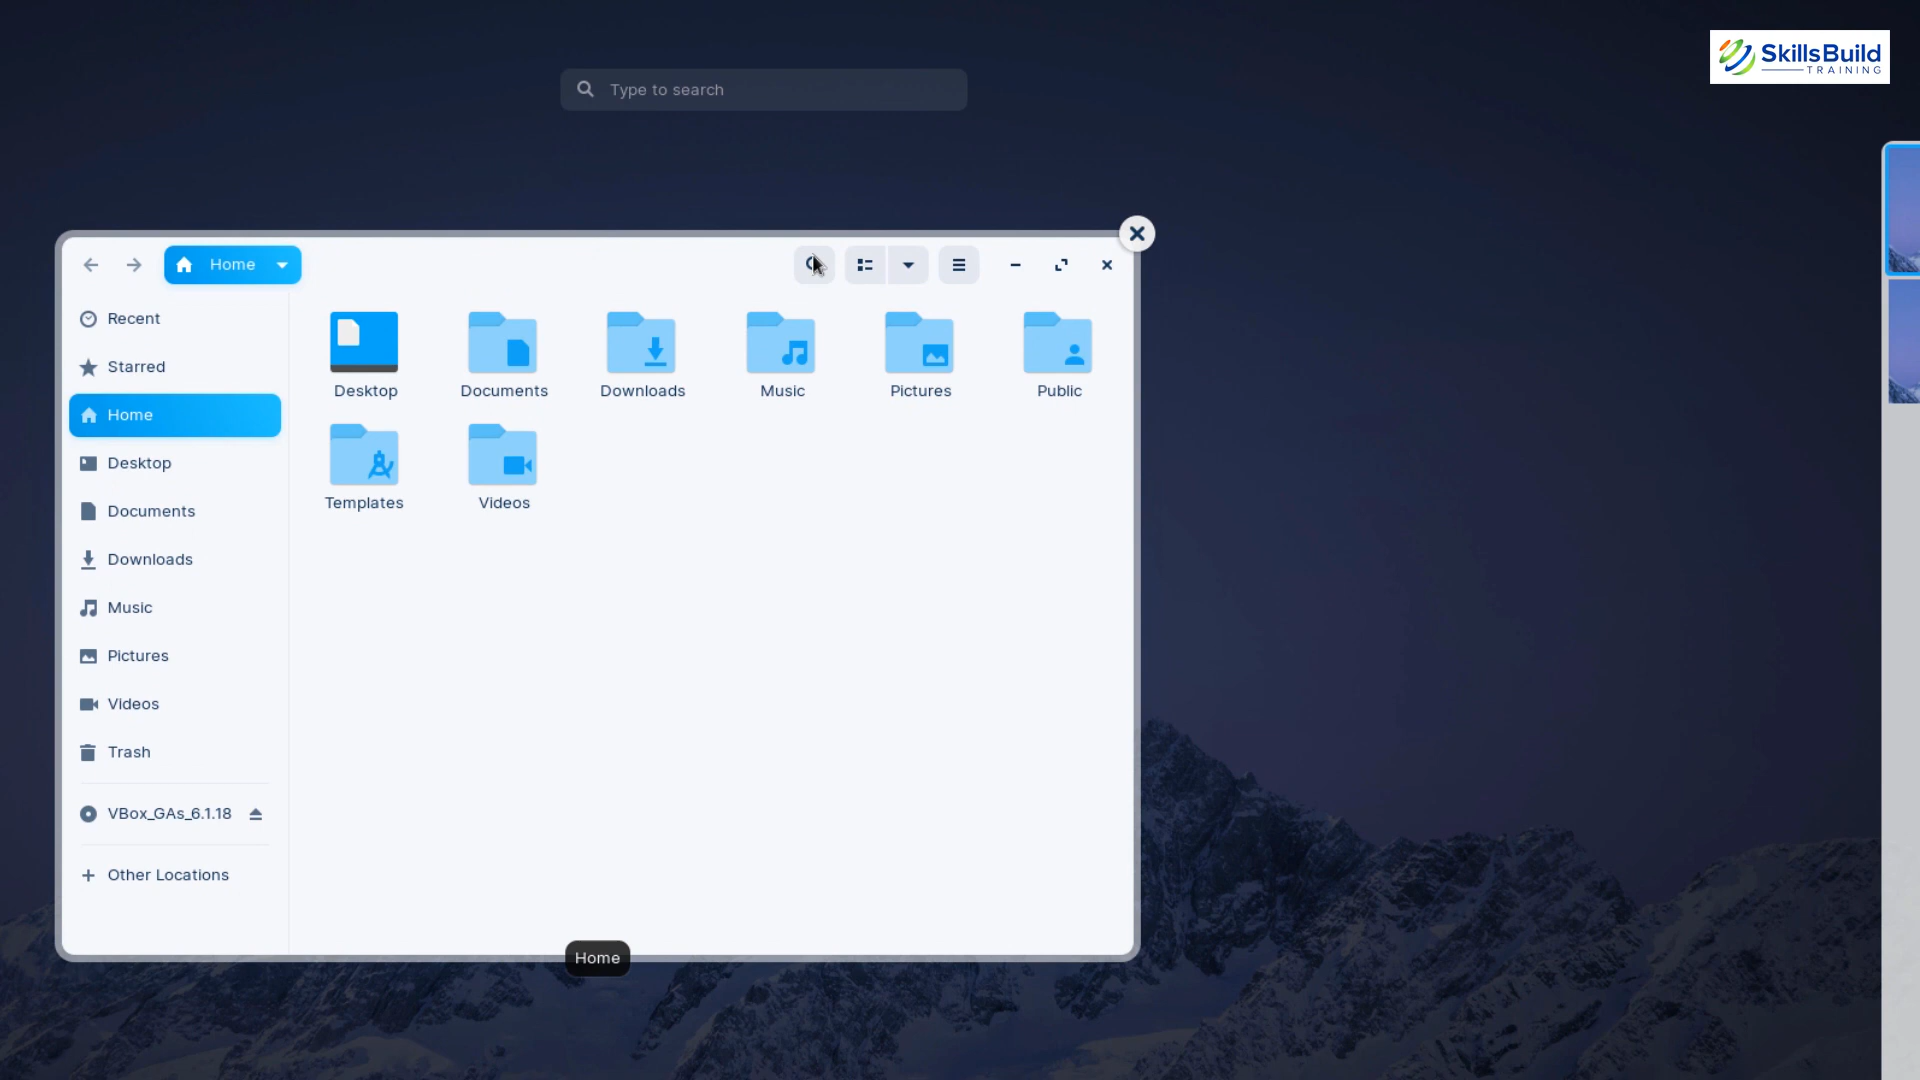 SkillsBuild
TRAINING
Type to search
Home
Recent
Starred
Home
Desktop
Documents
Downloads
Music
Pictures
Videos
Trash
VBox_GAs_6.1.18
Other Locations
Desktop
Documents
Downloads
Music
Pictures
Public
Templates
Videos
Home